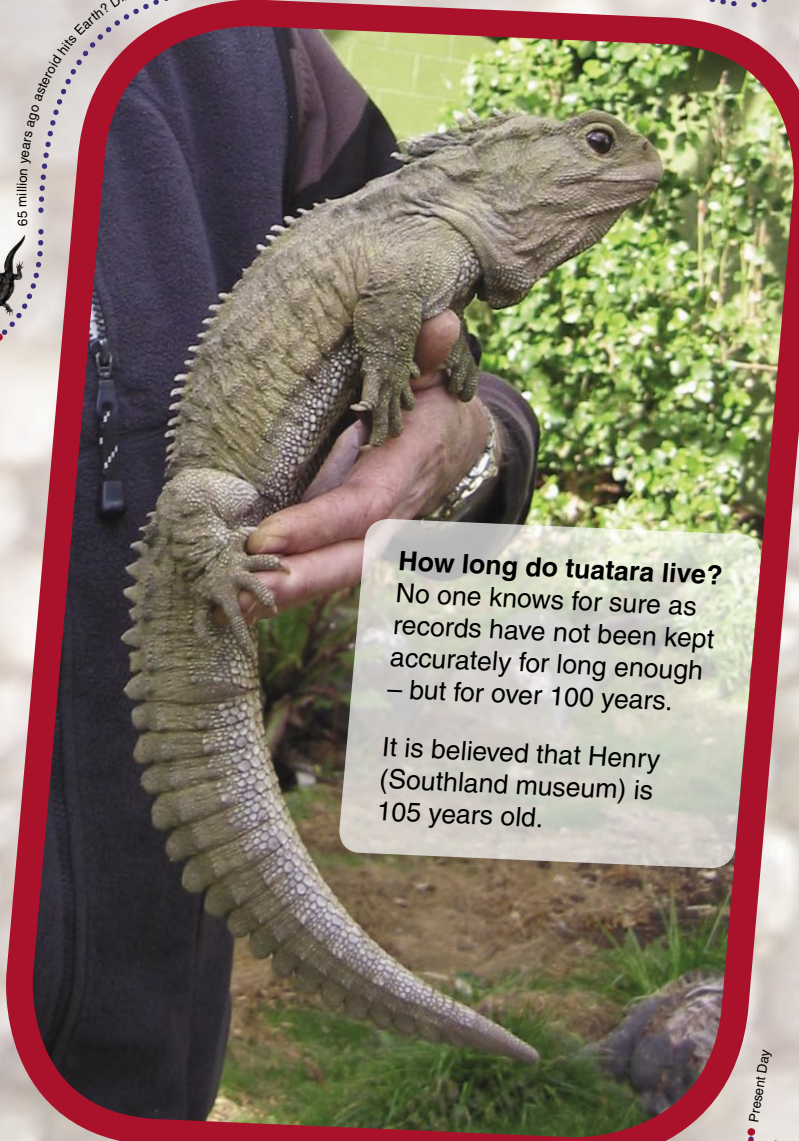 65 million years ago asteroid hits Earth?
How long do tuatara live?
No one knows for sure as
records have not been kept
accurately for long enough
– but for over 100 years.
It is believed that Henry
(Southland museum) is
105 years old.
Present Day